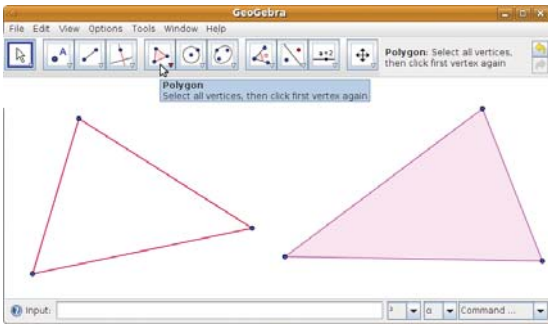 GeoGebra
File Edit View Options Tools Window Help
A
a=2
Polygon: Select all vertices,
then click first vertex again
Polygon
Select all vertices, then click first vertex again
Input:
²
α
Command ...